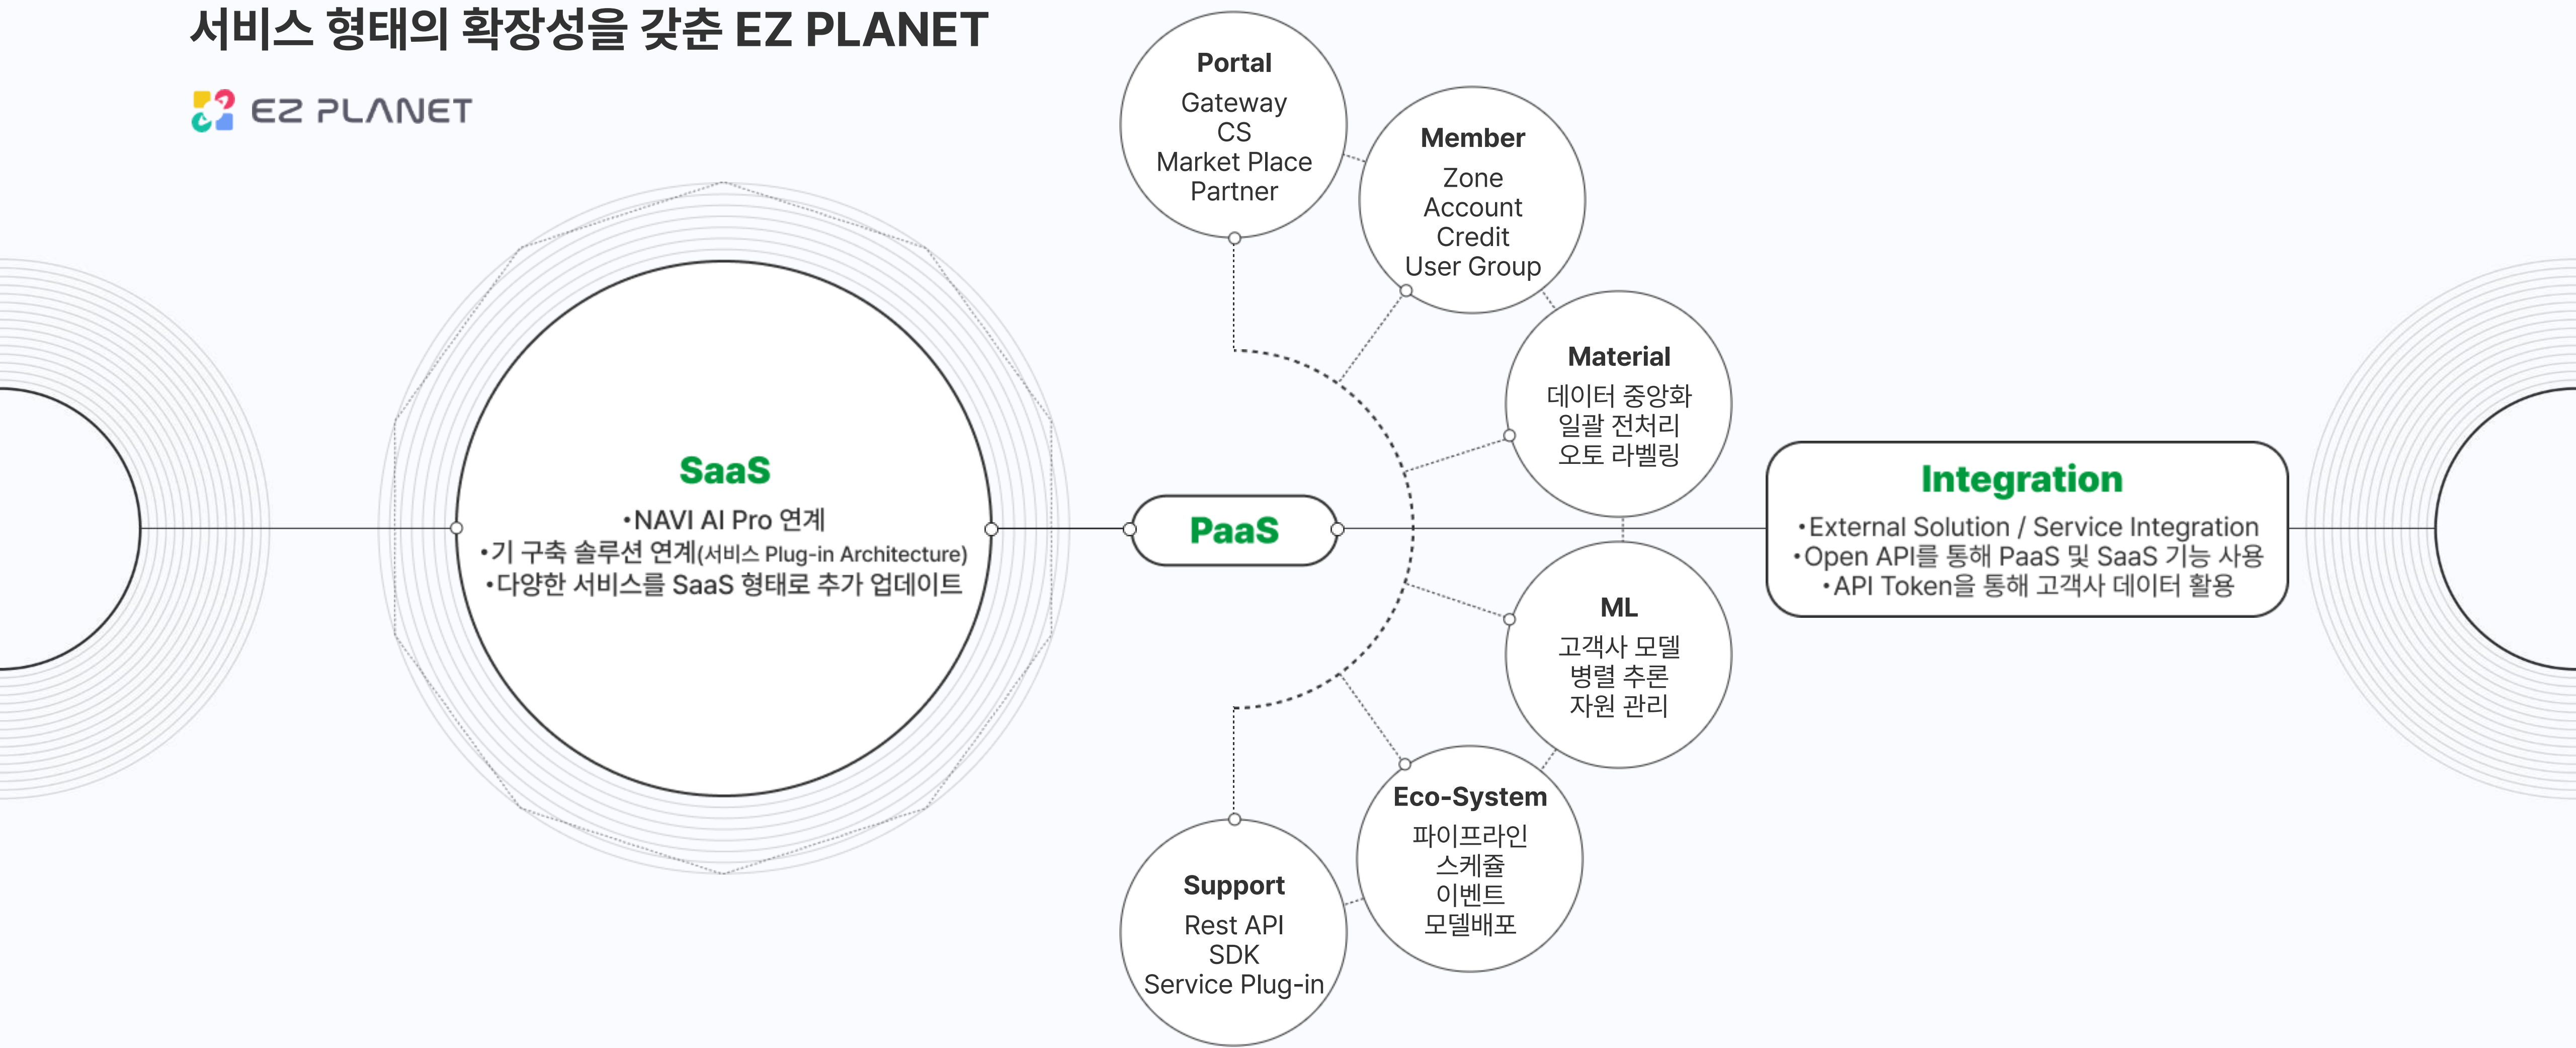 서비스 형태의 확장성을 갖춘 EZ PLANET
EZ PLANET
SaaS
•NAVI AI Pro 연계
•기 구축 솔루션 연계(서비스 Plug-in Architecture)
•다양한 서비스를 SaaS 형태로 추가 업데이트
PaaS
Portal
Gateway
CS
Market Place
Partner
Member
Zone
Account
Credit
User Group
Material
데이터 중앙화
일괄 전처리
오토 라벨링
ML
고객사 모델
병렬 추론
자원 관리
Eco-System
파이프라인
스케쥴
이벤트
모델배포
Support
Rest API
SDK
Service Plug-in
Integration
•External Solution / Service Integration
•Open API를 통해 PaaS 및 SaaS 기능 사용
•API Token을 통해 고객사 데이터 활용